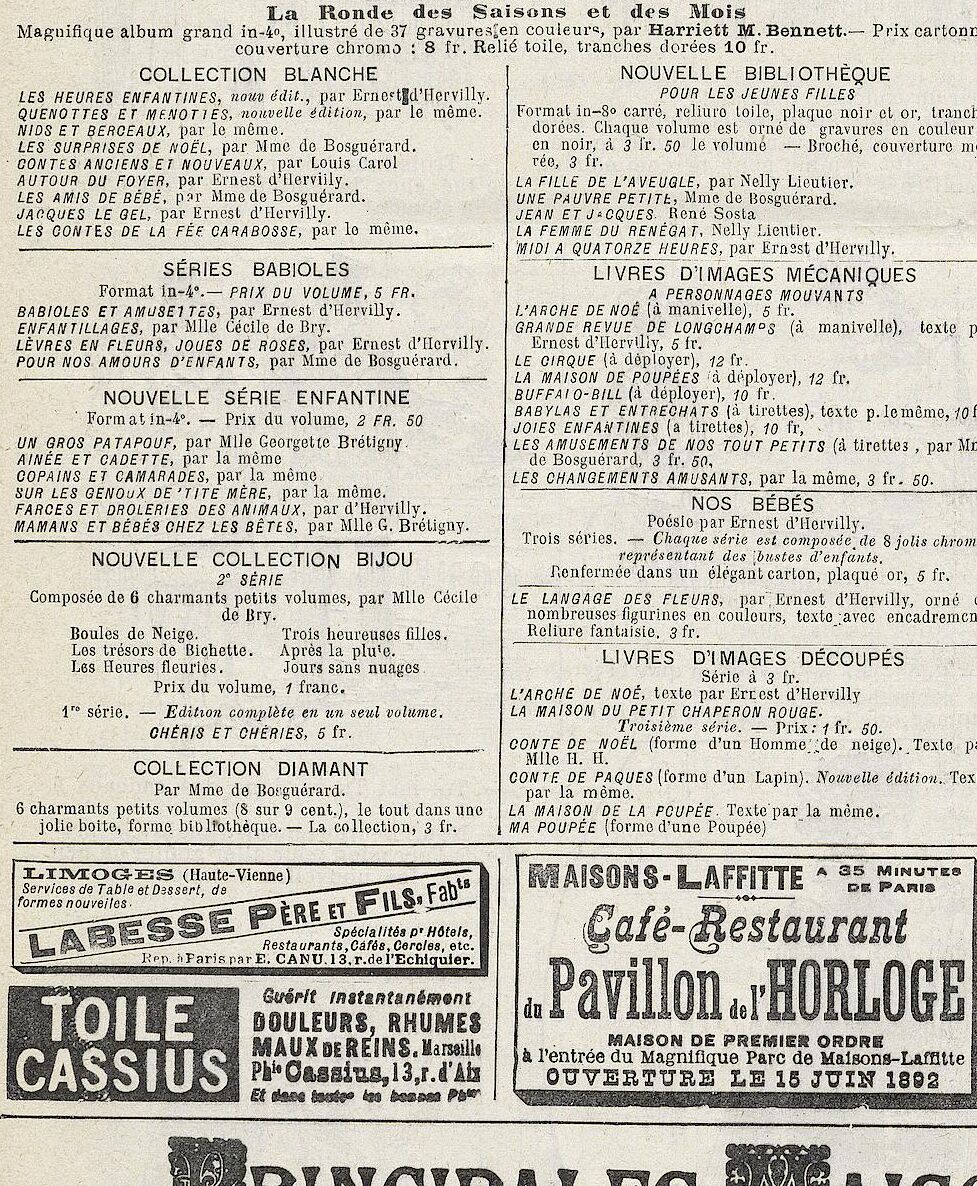 La Ronde des Saisons et des Mois
Magnifique album grand in-4º, illustré de 37 gravures en couleurs, par Harriett M. Bennett.— Prix cartonn
couverture chromo : 8 fr. Relié toile, tranches dorées 10 fr.
COLLECTION BLANCHE
LES HEURES ENFANTINES, nouv édit., par Ernest d'Hervilly.
QUENOTTES ET MENOTTES, nouvelle édition, par le même.
NIDS ET BERCEAUX, par le même.
LES SURPRISES DE NOËL, par Mme de Bosguérard.
CONTES ANCIENS ET NOUVEAUX, par Louis Carol
AUTOUR DU FOYER, par Ernest d'Hervilly.
LES AMIS DE BÉBÉ, par Mme de Bosguérard.
JACQUES LE GEL, par Ernest d'Hervilly.
LES CONTES DE LA FÉE CARABOSSE, par le même.
SÉRIES BABIOLES
Format in-4º.— PRIX DU VOLUME, 5 FR.
BABIOLES ET AMUSETTES, par Ernest d'Hervilly.
ENFANTILLAGES, par Mlle Cécile de Bry.
LÈVRES EN FLEURS, JOUES DE ROSES, par Ernest d'Hervilly.
POUR NOS AMOURS D'ENFANTS, par Mme de Bosguérard.
NOUVELLE SÉRIE ENFANTINE
Format in-4º. — Prix du volume, 2 FR. 50
UN GROS PATAPOUF, par Mlle Georgette Brétigny.
AINÉE ET CADETTE, par la même
COPAINS ET CAMARADES, par la même
SUR LES GENOUX DE 'TITE MÈRE, par la même.
FARCES ET DROLERIES DES ANIMAUX, par d'Hervilly.
MAMANS ET BÉBÉS CHEZ LES BÊTES, par Mlle G. Brétigny.
NOUVELLE COLLECTION BIJOU
2e SÉRIE
Composée de 6 charmants petits volumes, par Mlle Cécile
de Bry.
Boules de Neige. Trois heureuses filles.
Les trésors de Bichette. Après la pluie.
Les Heures fleuries. Jours sans nuages
Prix du volume, 1 franc.
1re série. — Edition complète en un seul volume.
CHÉRIS ET CHÉRIES, 5 fr.
COLLECTION DIAMANT
Par Mme de Bosguérard.
6 charmants petits volumes (8 sur 9 cent.), le tout dans une
jolie boite, forme bibliothèque. — La collection, 3 fr.
NOUVELLE BIBLIOTHÈQUE
POUR LES JEUNES FILLES
Format in-8º carré, reliure toile, plaque noir et or, tranch
dorées. Chaque volume est orné de gravures en couleur
en noir, à 3 fr. 50 le volume — Broché, couverture m
rée, 3 fr.
LA FILLE DE L'AVEUGLE, par Nelly Lieutier.
UNE PAUVRE PETITE, Mme de Bosguérard.
JEAN ET JACQUES. René Sosta
LA FEMME DU RENÉGAT, Nelly Lieutier.
MIDI A QUATORZE HEURES, par Ernest d'Hervilly.
LIVRES D'IMAGES MÉCANIQUES
A PERSONNAGES MOUVANTS
L'ARCHE DE NOÉ (à manivelle), 5 fr.
GRANDE REVUE DE LONGCHAMPS (à manivelle), texte p
Ernest d'Hervilly, 5 fr.
LE CIRQUE (à déployer), 12 fr.
LA MAISON DE POUPÉES (à déployer), 12 fr.
BUFFALO-BILL (à déployer), 10 fr.
BABYLAS ET ENTRECHATS (à tirettes), texte p. le même, 10 f
JOIES ENFANTINES (a tirettes), 10 fr,
LES AMUSEMENTS DE NOS TOUT PETITS (à tirettes , par Mm
de Bosguérard, 3 fr. 50,
LES CHANGEMENTS AMUSANTS, par la même, 3 fr. 50.
NOS BÉBÉS
Poésie par Ernest d'Hervilly.
Trois séries. — Chaque série est composée de 8 jolis chrom
représentant des bustes d'enfants.
Renfermée dans un élégant carton, plaque or, 5 fr.
LE LANGAGE DES FLEURS, par Ernest d'Hervilly, orné d
nombreuses figurines en couleurs, texte avec encadremen
Reliure fantaisie, 3 fr.
LIVRES D'IMAGES DÉCOUPÉS
Série à 3 fr.
L'ARCHE DE NOÉ, texte par Ernest d'Hervilly
LA MAISON DU PETIT CHAPERON ROUGE.
Troisième série. — Prix: 1 fr. 50.
CONTE DE NOËL (forme d'un Homme de neige). Texte pa
Mlle H. H.
CONTE DE PAQUES (forme d'un Lapin). Nouvelle édition. Tex
par la même.
LA MAISON DE LA POUPÉE. Texte par la même.
MA POUPÉE (forme d'une Poupée)
LIMOGES (Haute-Vienne)
Services de Table et Dessert, de
formes nouvelles.
LABESSE PÈRE ET FILS, Fabts
Spécialités pr Hôtels,
Restaurants, Cafés, Cercles, etc.
Rep. à Paris par E. CANU. 13, r. de l'Echiquier.
TOILE
CASSIUS
Guérit instantanément
DOULEURS, RHUMES
MAUX DE REINS. Marseille
Phie Cassius, 13, r. d'Aix
Et dans toutes les bonnes Phies
MAISONS-LAFFITTE A 35 MINUTES
DE PARIS
Café-Restaurant
du Pavillon de l'HORLOGE
MAISON DE PREMIER ORDRE
à l'entrée du Magnifique Parc de Maisons-Laffitte
OUVERTURE LE 15 JUIN 1892